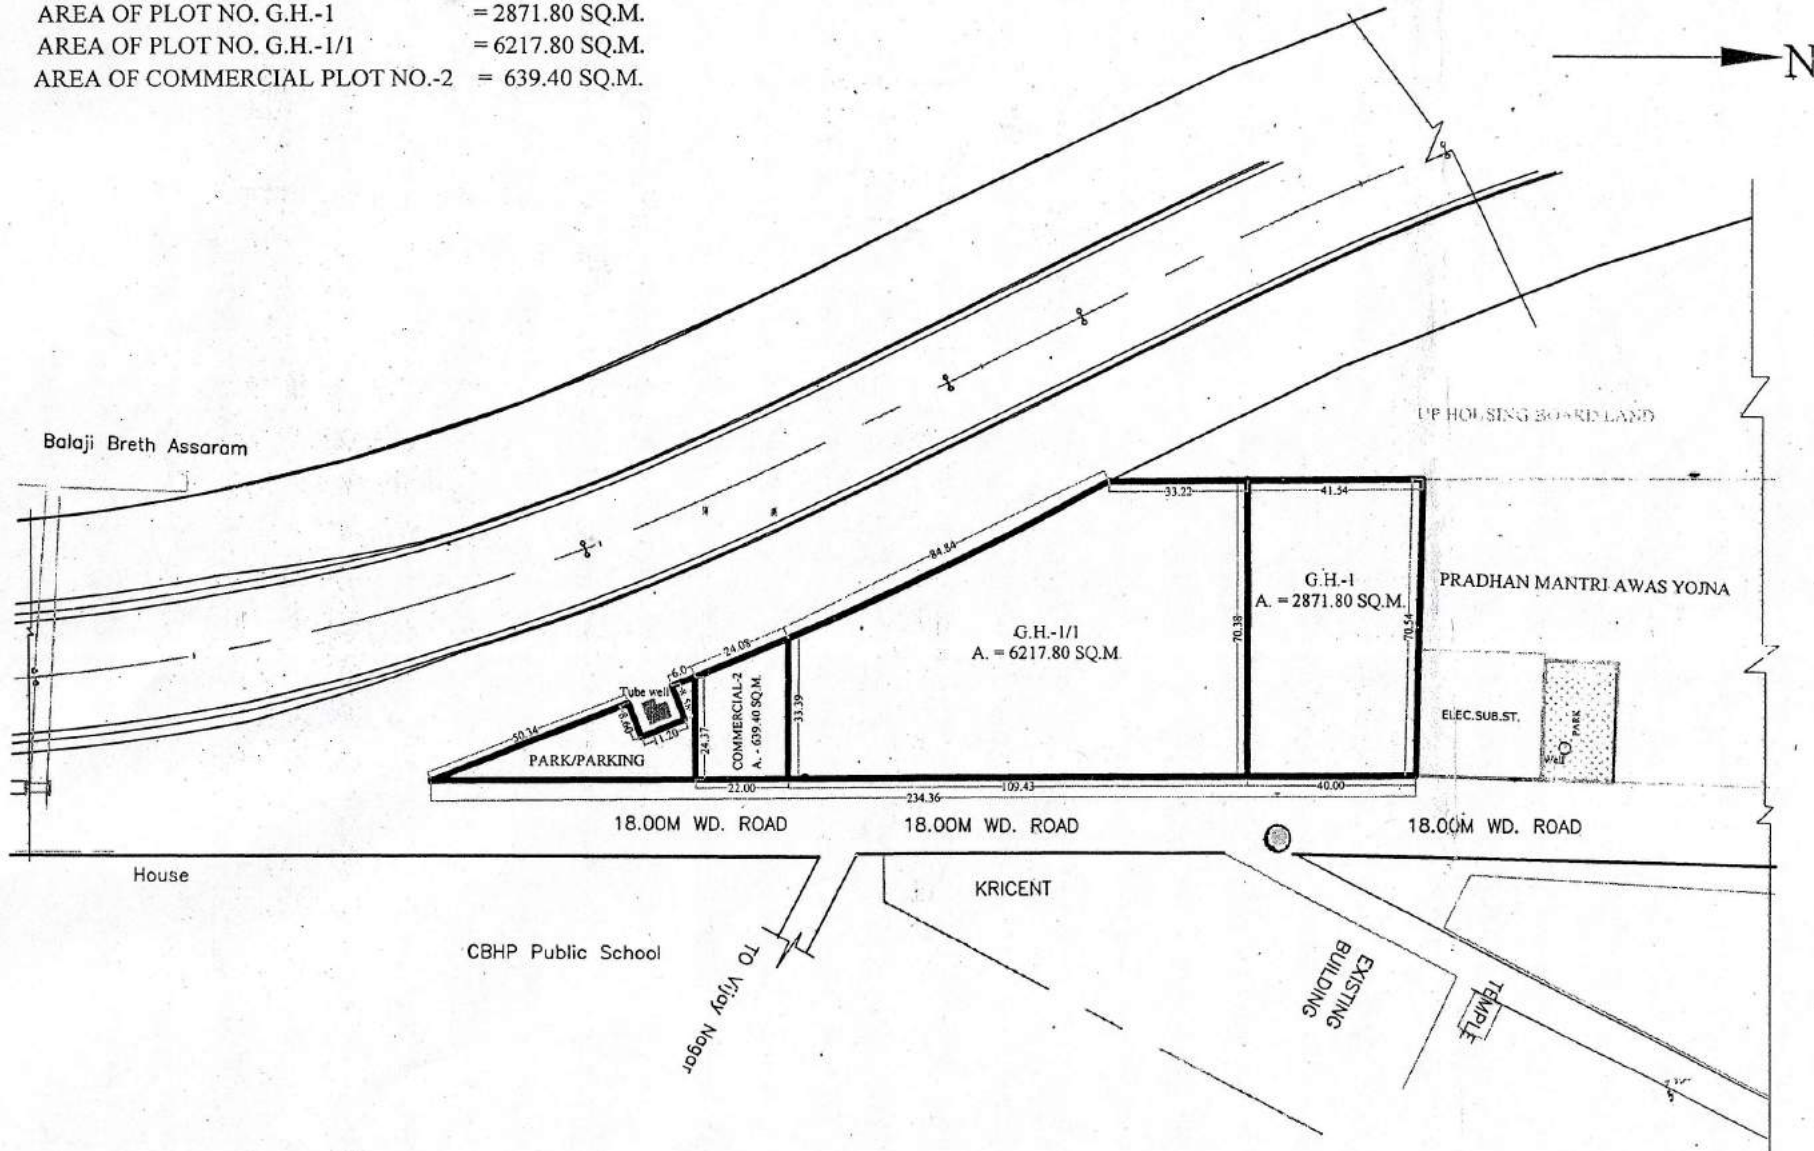 AREA OF PLOT NO. G.H.-1 = 2871.80 SQ.M.
AREA OF PLOT NO. G.H.-1/1 = 6217.80 SQ.M.
AREA OF COMMERCIAL PLOT NO.-2 = 639.40 SQ.M.
N
UP HOUSING BOARD LAND
Balaji Breth Assaram
33.22
41.54
84.84
G.H.-1
A. = 2871.80 SQ.M.
PRADHAN MANTRI AWAS YOJNA
70.38
70.54
G.H.-1/1
A. = 6217.80 SQ.M.
24.08
6.0
Tube well
8.60
11.20
50.34
PARK/PARKING
24.37
COMMERCIAL-2
A. - 639.40 SQ.M.
33.39
ELEC.SUB.ST.
PARK
Well
22.00
109.43
40.00
234.36
18.00M WD. ROAD
18.00M WD. ROAD
18.00M WD. ROAD
House
KRICENT
CBHP Public School
TO Vijay Nagar
EXISTING
BUILDING
TEMPLE